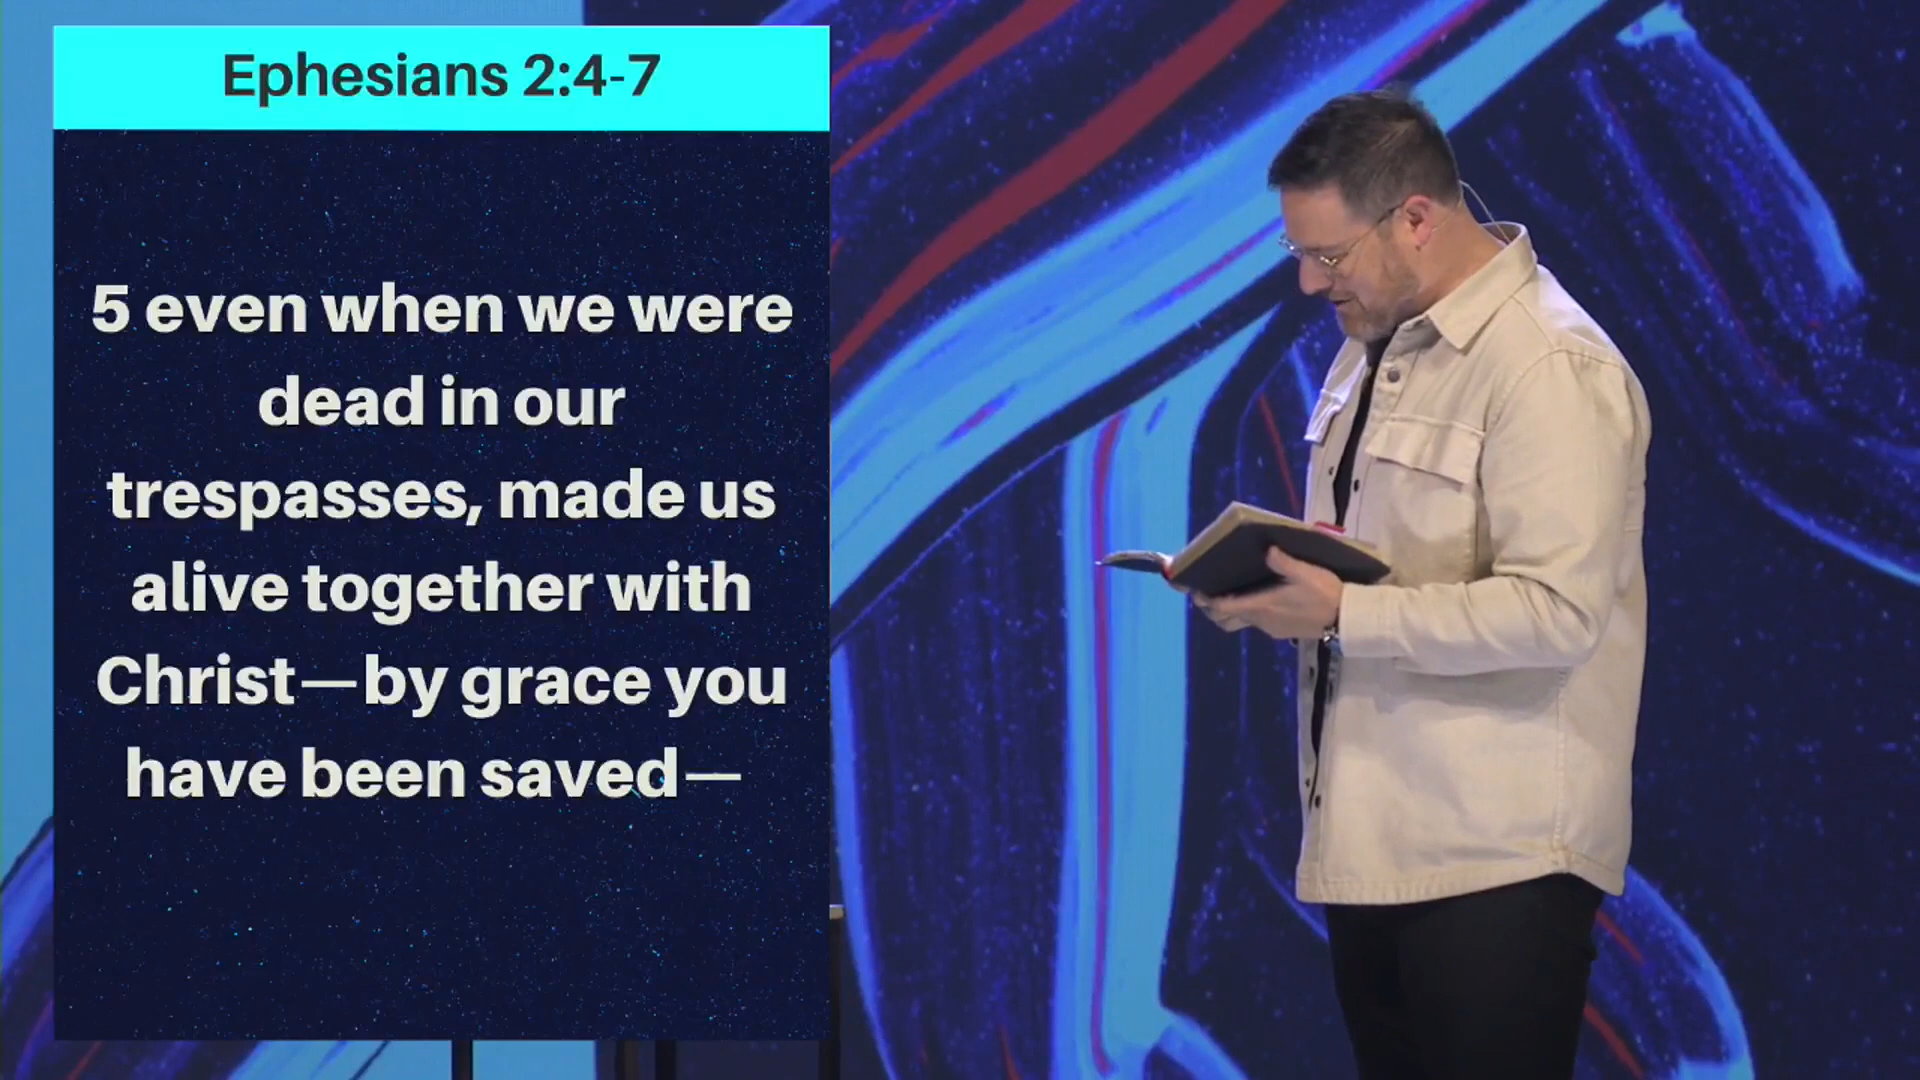 Ephesians 2:4-7
5 even when we were
dead in our
trespasses, made us
alive together with
Christ—by grace you
have been saved—